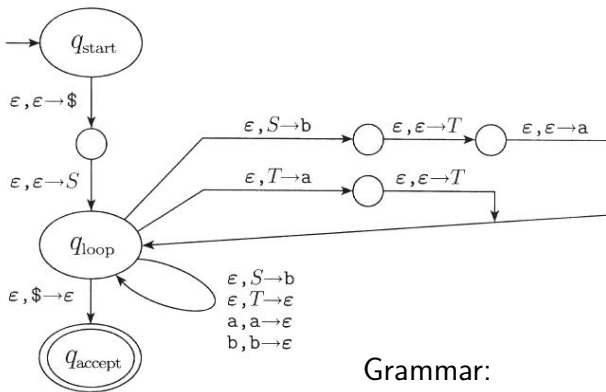 q_start
ε, ε→$
ε, S→b
ε, ε→T
ε, ε→a
ε, ε→S
ε, T→a
ε, ε→T
q_loop
ε, S→b
ε, T→ε
a, a→ε
b, b→ε
ε, $→ε
q_accept
Grammar: